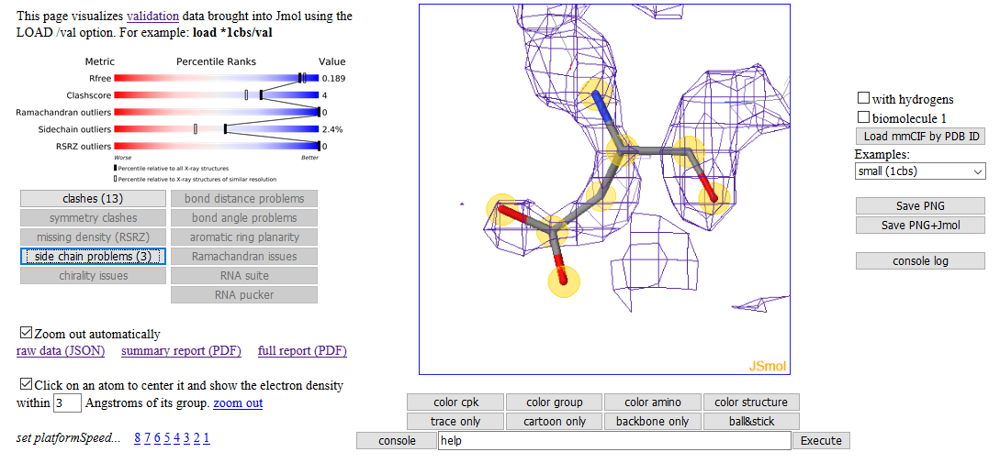 This page visualizes validation data brought into Jmol using the
LOAD /val option. For example: load *1cbs/val
Metric Percentile Ranks Value
Rfree 0.189
Clashscore 4
Ramachandran outliers 0
Sidechain outliers 2.4%
RSRZ outliers 0
Worse Better
Percentile relative to all X-ray structures
Percentile relative to X-ray structures of similar resolution
clashes (13) bond distance problems
symmetry clashes bond angle problems
missing density (RSRZ) aromatic ring planarity
side chain problems (3) Ramachandran issues
chirality issues RNA suite
RNA pucker
Zoom out automatically
raw data (JSON) summary report (PDF) full report (PDF)
Click on an atom to center it and show the electron density
within 3 Angstroms of its group. zoom out
set platformSpeed... 8 7 6 5 4 3 2 1
JSmol
color cpk color group color amino color structure
trace only cartoon only backbone only ball&stick
console help Execute
with hydrogens
biomolecule 1
Load mmCIF by PDB ID
Examples:
small (1cbs)
Save PNG
Save PNG+Jmol
console log